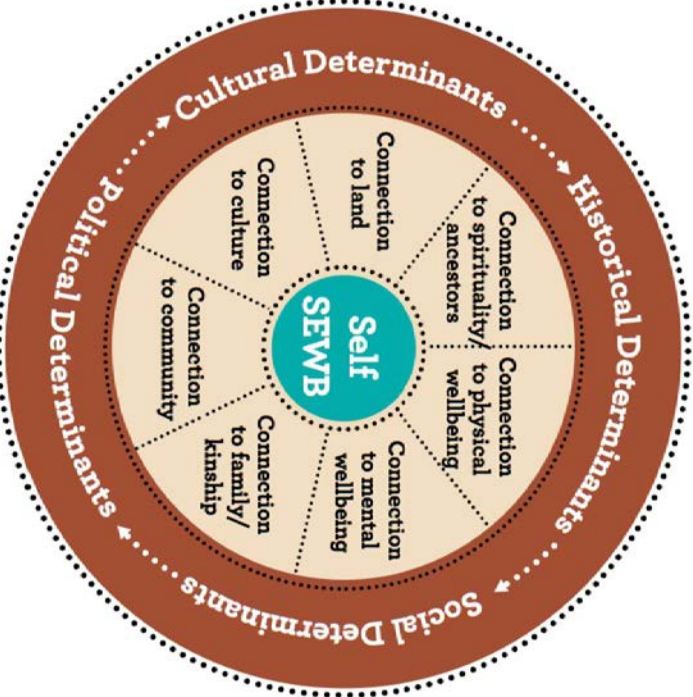 Self
SEWB
Connection
to spirituality/
ancestors
Connection
to physical
wellbeing
Connection
to mental
wellbeing
Connection
to family/
kinship
Connection
to community
Connection
to culture
Connection
to land
Historical Determinants
Social Determinants
Political Determinants
Cultural Determinants